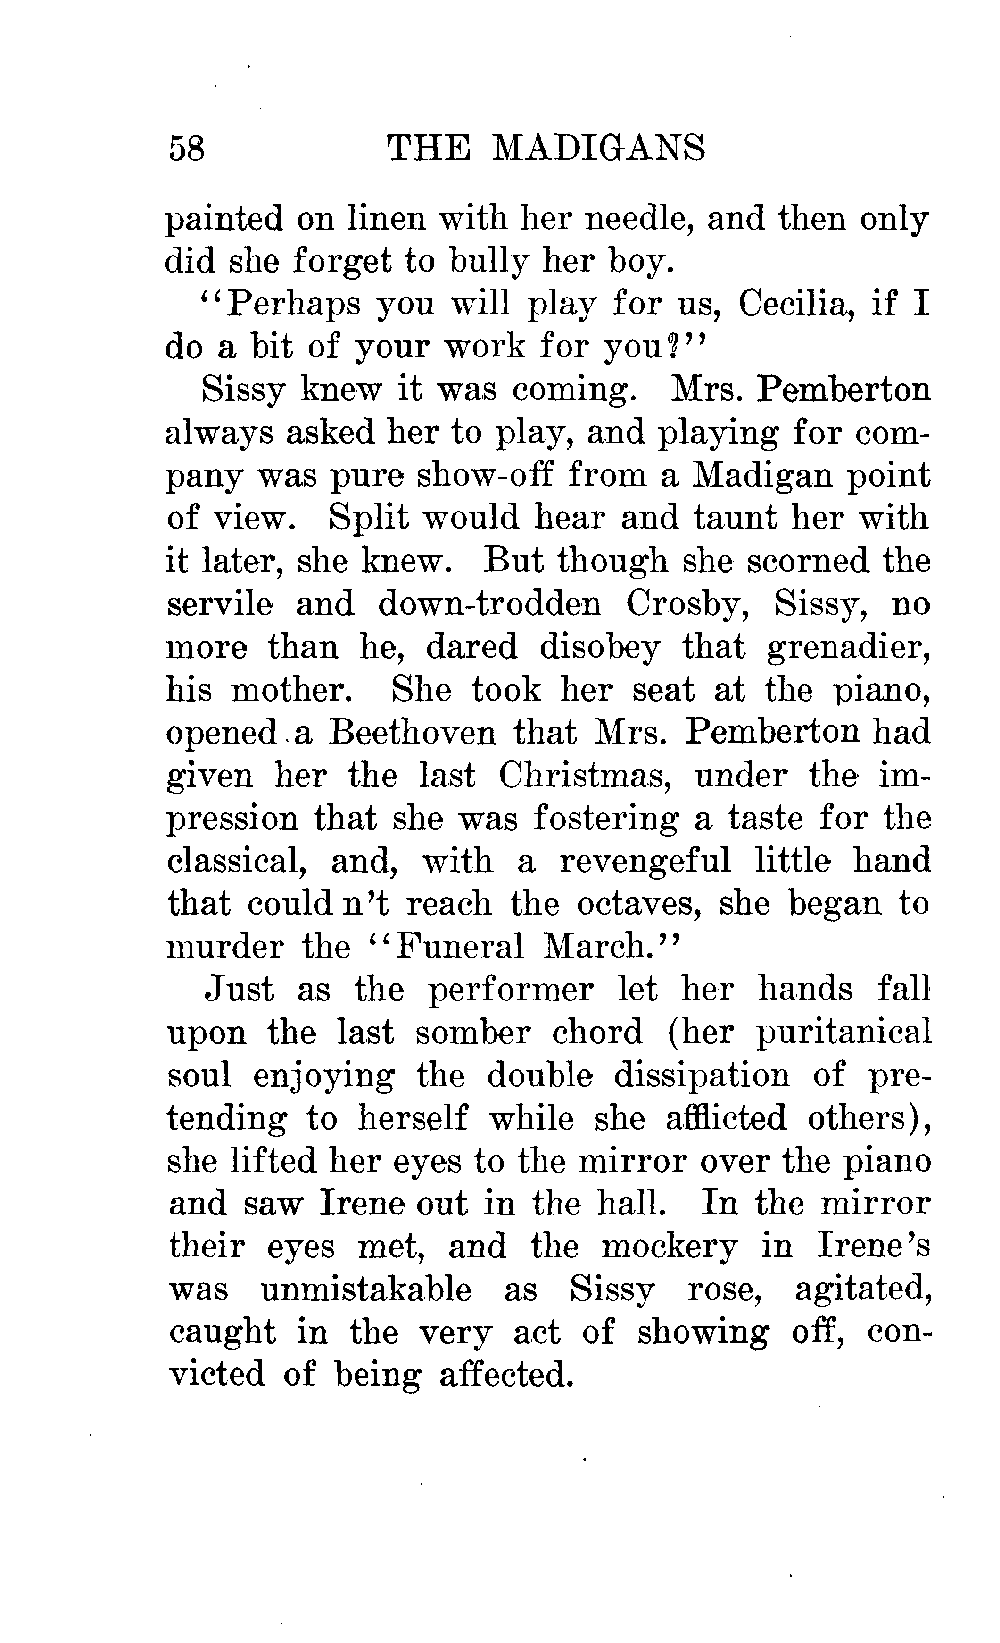 58 THE MADIGANS
painted on linen with her needle, and then only
did she forget to bully her boy.
"Perhaps you will play for us, Cecilia, if I
do a bit of your work for you?"
Sissy knew it was coming. Mrs. Pemberton
always asked her to play, and playing for com-
pany was pure show-off from a Madigan point
of view. Split would hear and taunt her with
it later, she knew. But though she scorned the
servile and down-trodden Crosby, Sissy, no
more than he, dared disobey that grenadier,
his mother. She took her seat at the piano,
opened a Beethoven that Mrs. Pemberton had
given her the last Christmas, under the im-
pression that she was fostering a taste for the
classical, and, with a revengeful little hand
that could n't reach the octaves, she began to
murder the "Funeral March."
Just as the performer let her hands fall
upon the last somber chord (her puritanical
soul enjoying the double dissipation of pre-
tending to herself while she afflicted others),
she lifted her eyes to the mirror over the piano
and saw Irene out in the hall. In the mirror
their eyes met, and the mockery in Irene's
was unmistakable as Sissy rose, agitated,
caught in the very act of showing off, con-
victed of being affected.